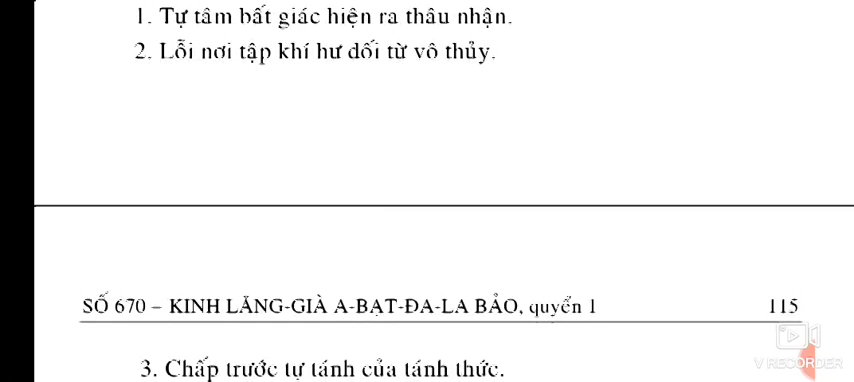 1. Tự tâm bất giác hiện ra thâu nhận.
2. Lỗi nơi tập khí hư dối từ vô thủy.
SỐ 670 – KINH LĂNG-GIÀ A-BẠT-ĐA-LA BẢO, quyển 1 115
V RECORDER
3. Chấp trước tự tánh của tánh thức.